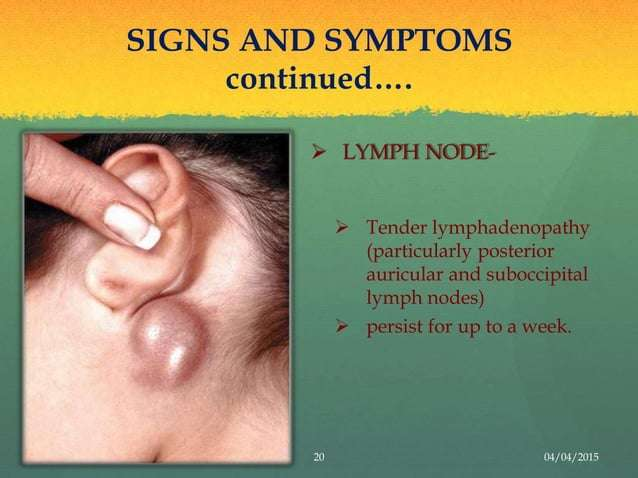 SIGNS AND SYMPTOMS
continued....
➢ LYMPH NODE-
➢ Tender lymphadenopathy
(particularly posterior
auricular and suboccipital
lymph nodes)
➢ persist for up to a week.
20
04/04/2015